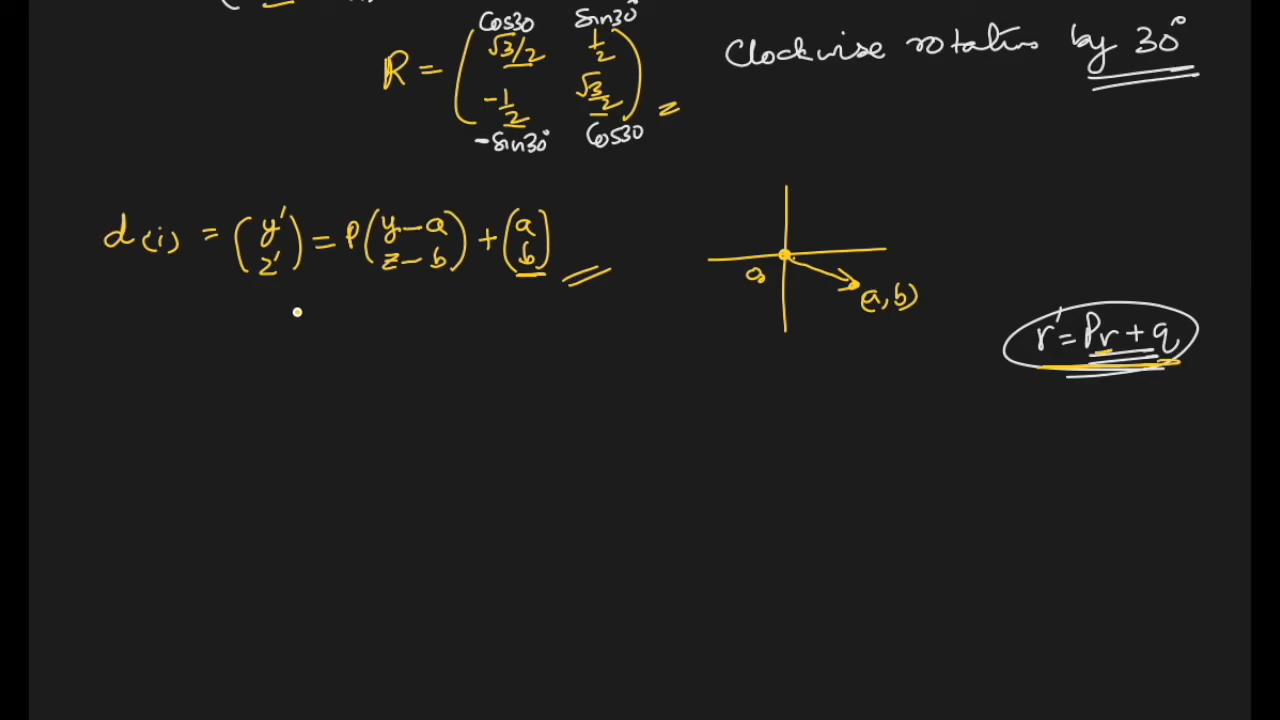 Cos30 Sin30°
R = ( √3/2 1/2
-1/2 √3/2 )
-Sin30° Cos30
Clockwise rotation by 30°
d(i) = (y' z') = P(y-a z-b) + (a b)
o
(a,b)
r' = Pr + q